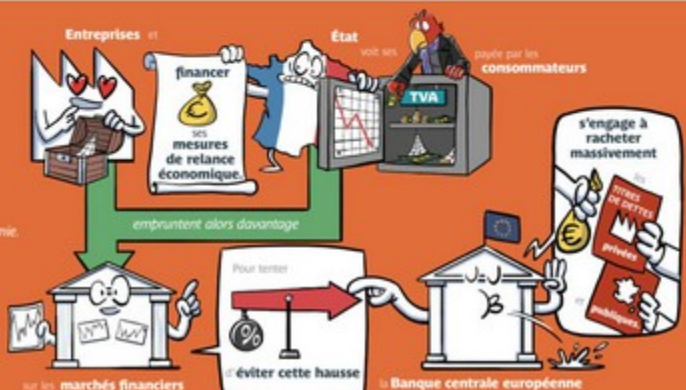 Entreprises et
État
voit ses
payée par les
consommateurs
financer
€
ses
mesures
de relance
économique.
TVA
s'engage à
racheter
massivement
les
TITRES
DE DETTES
privées
et
publiques.
€
empruntent alors davantage
nie.
Pour tenter
%
d'éviter cette hausse
sur les marchés financiers
la Banque centrale européenne